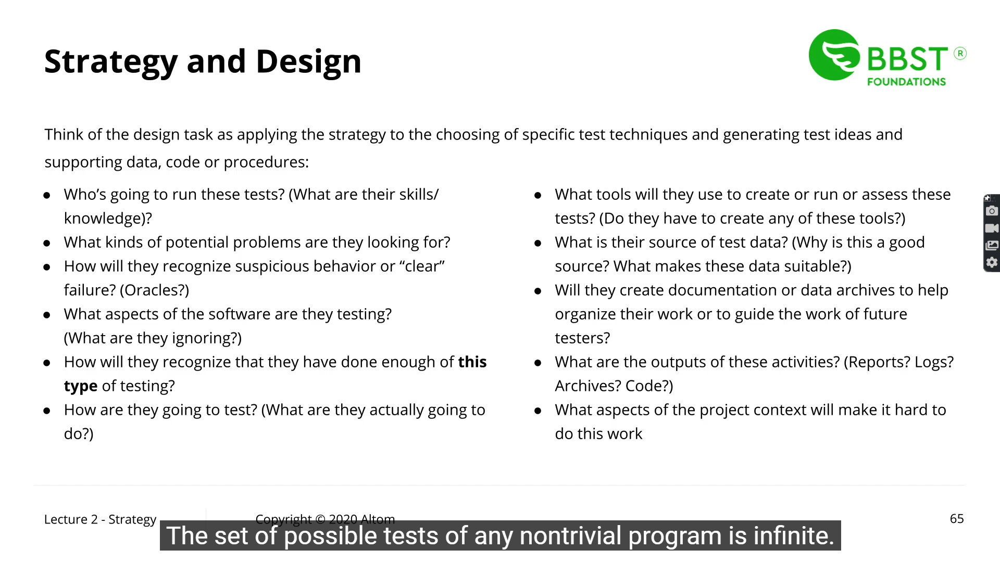 Strategy and Design
BBST ®
FOUNDATIONS
Think of the design task as applying the strategy to the choosing of specific test techniques and generating test ideas and
supporting data, code or procedures:
● Who’s going to run these tests? (What are their skills/
knowledge)?
● What kinds of potential problems are they looking for?
● How will they recognize suspicious behavior or “clear”
failure? (Oracles?)
● What aspects of the software are they testing?
(What are they ignoring?)
● How will they recognize that they have done enough of this
type of testing?
● How are they going to test? (What are they actually going to
do?)
● What tools will they use to create or run or assess these
tests? (Do they have to create any of these tools?)
● What is their source of test data? (Why is this a good
source? What makes these data suitable?)
● Will they create documentation or data archives to help
organize their work or to guide the work of future
testers?
● What are the outputs of these activities? (Reports? Logs?
Archives? Code?)
● What aspects of the project context will make it hard to
do this work
Lecture 2 - Strategy
Copyright © 2020 Altom
65
The set of possible tests of any nontrivial program is infinite.